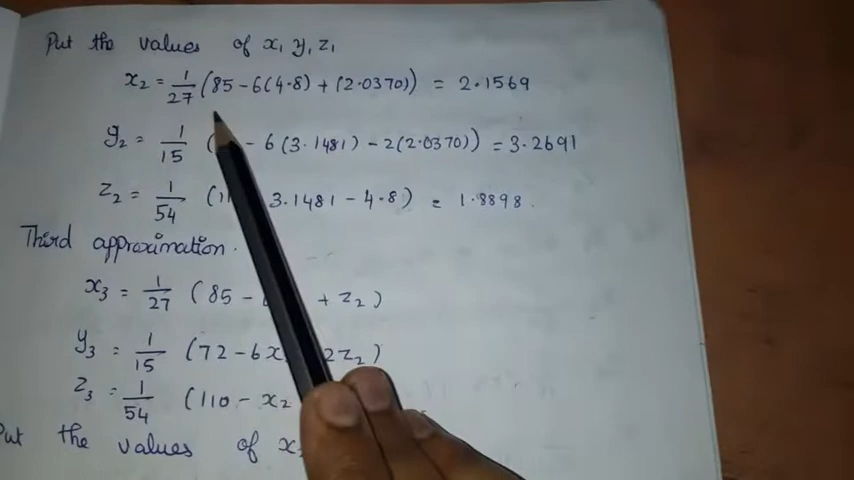 Put the values of x₁ y₁ z₁
x₂ = 1/27 (85 - 6(4.8) + (2.0370)) = 2.1569
y₂ = 1/15 ( - 6(3.1481) - 2(2.0370)) = 3.2691
z₂ = 1/54 (11 3.1481 - 4.8) = 1.8898
Third approximation.
x₃ = 1/27 (85 - + z₂)
y₃ = 1/15 (72 - 6x 2z₂)
z₃ = 1/54 (110 - x₂
Put the values of x